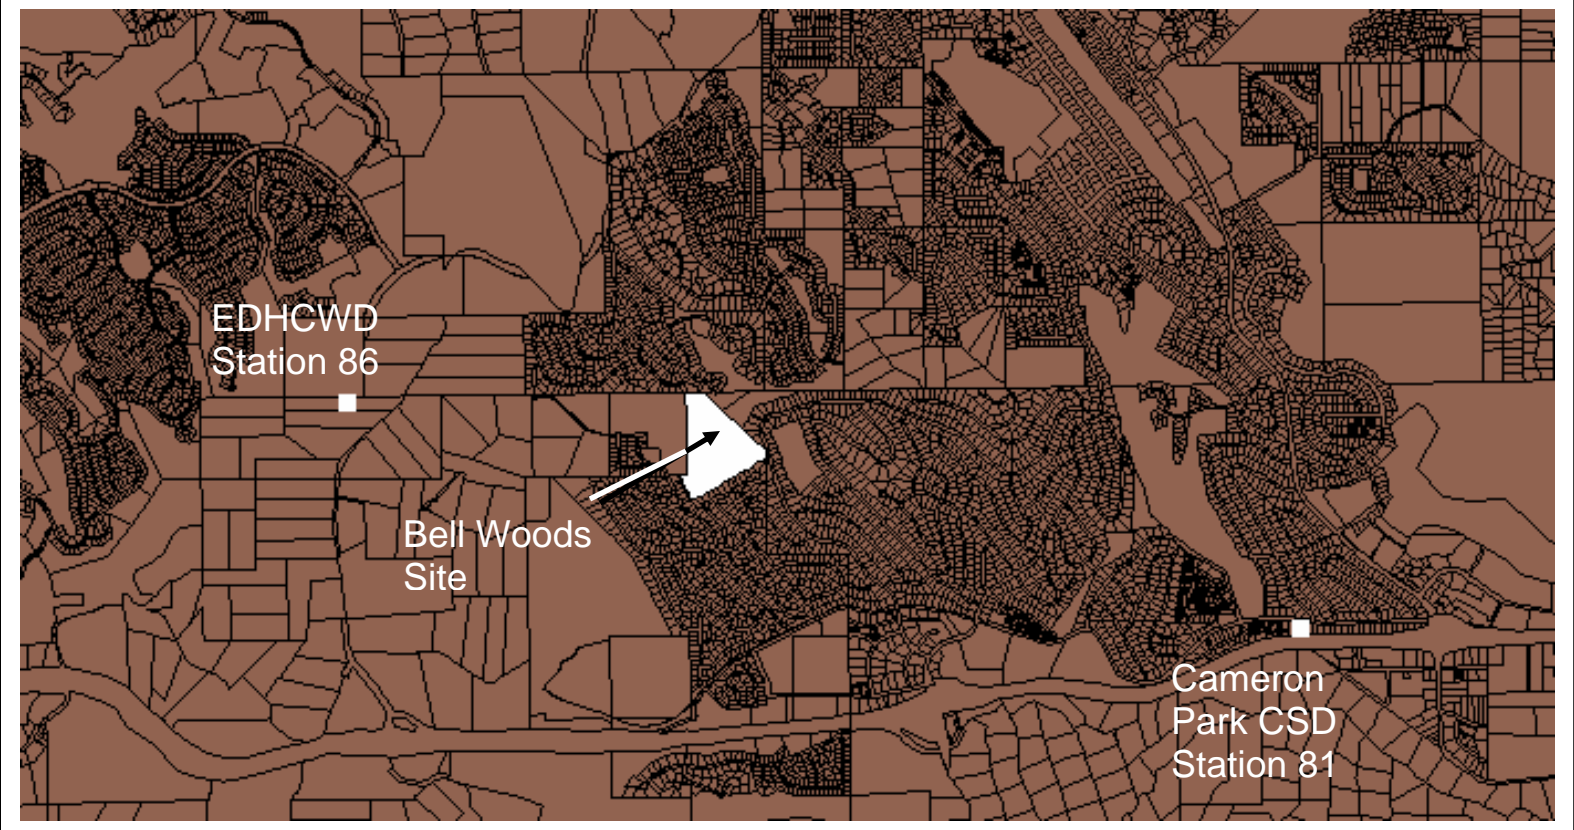 EDHCWD
Station 86
Bell Woods
Site
Cameron
Park CSD
Station 81